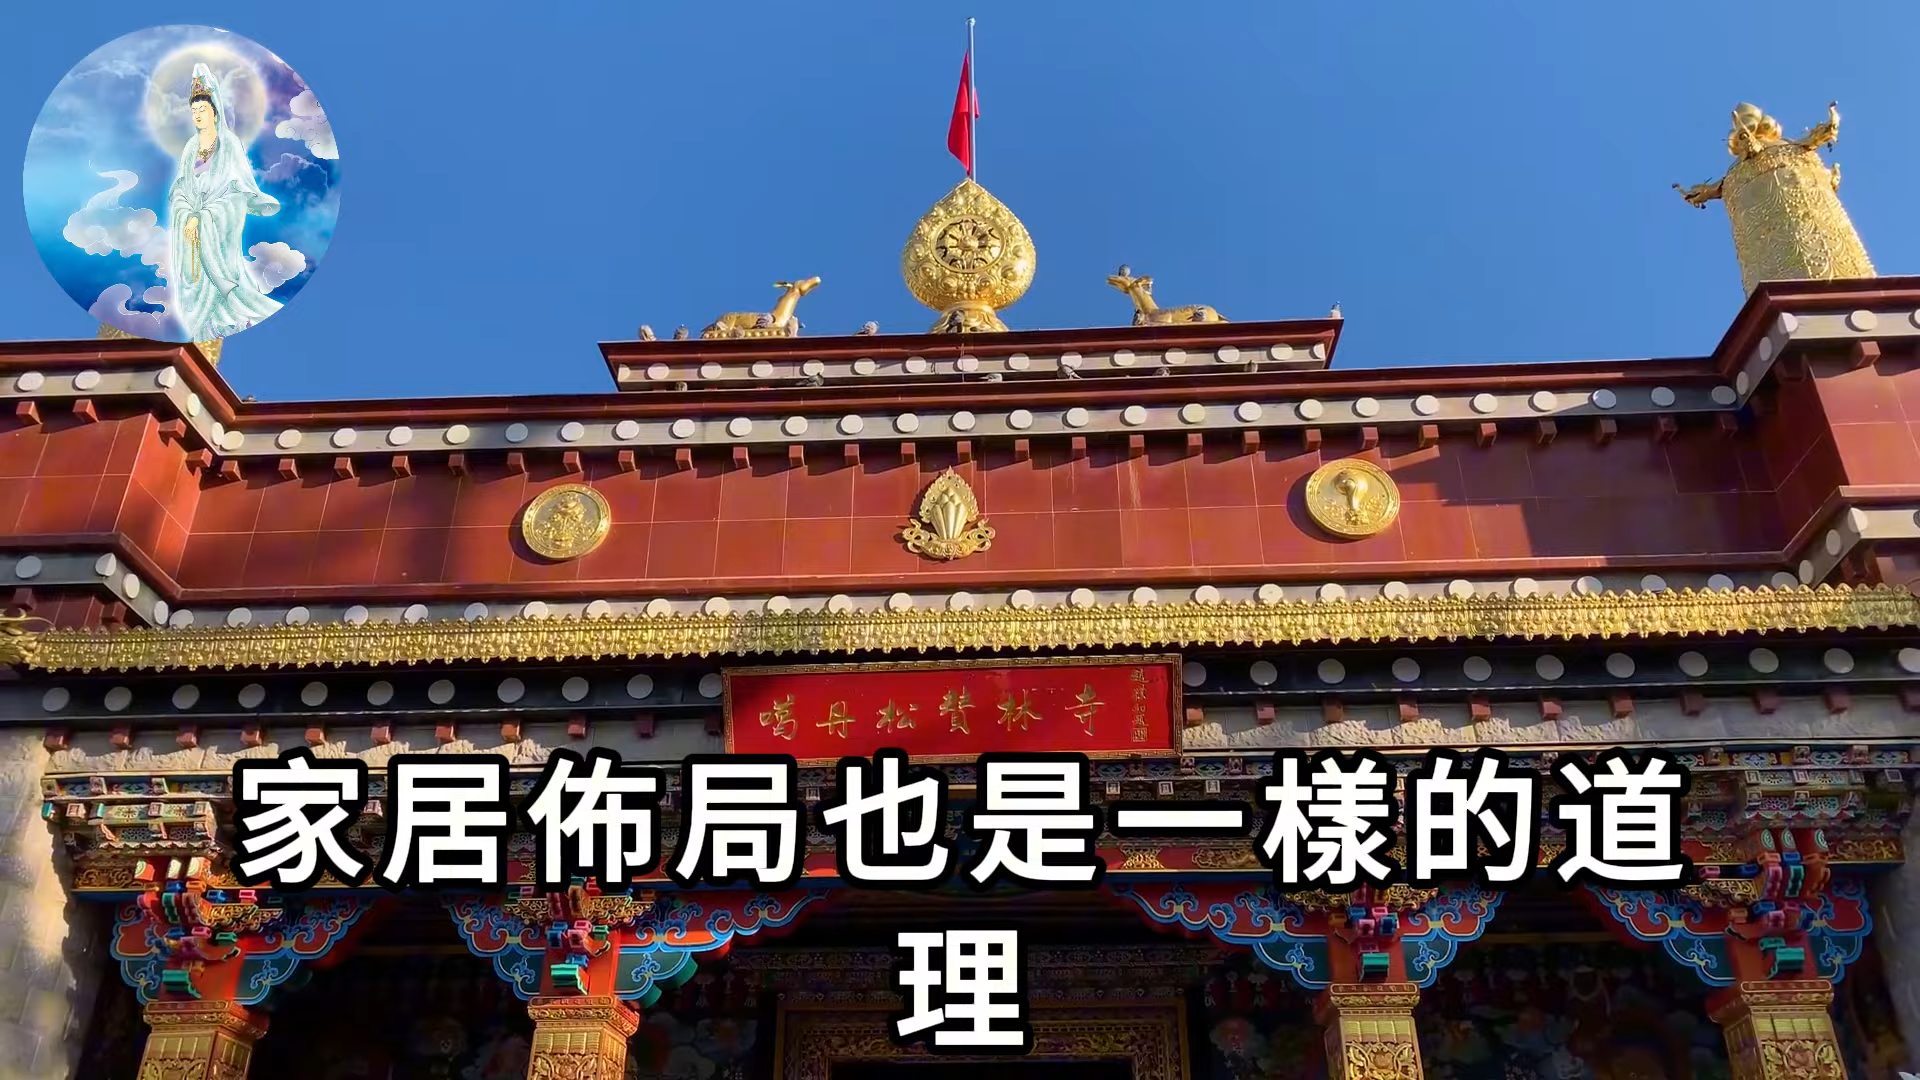 噶丹松赞林寺
家居佈局也是一樣的道
理